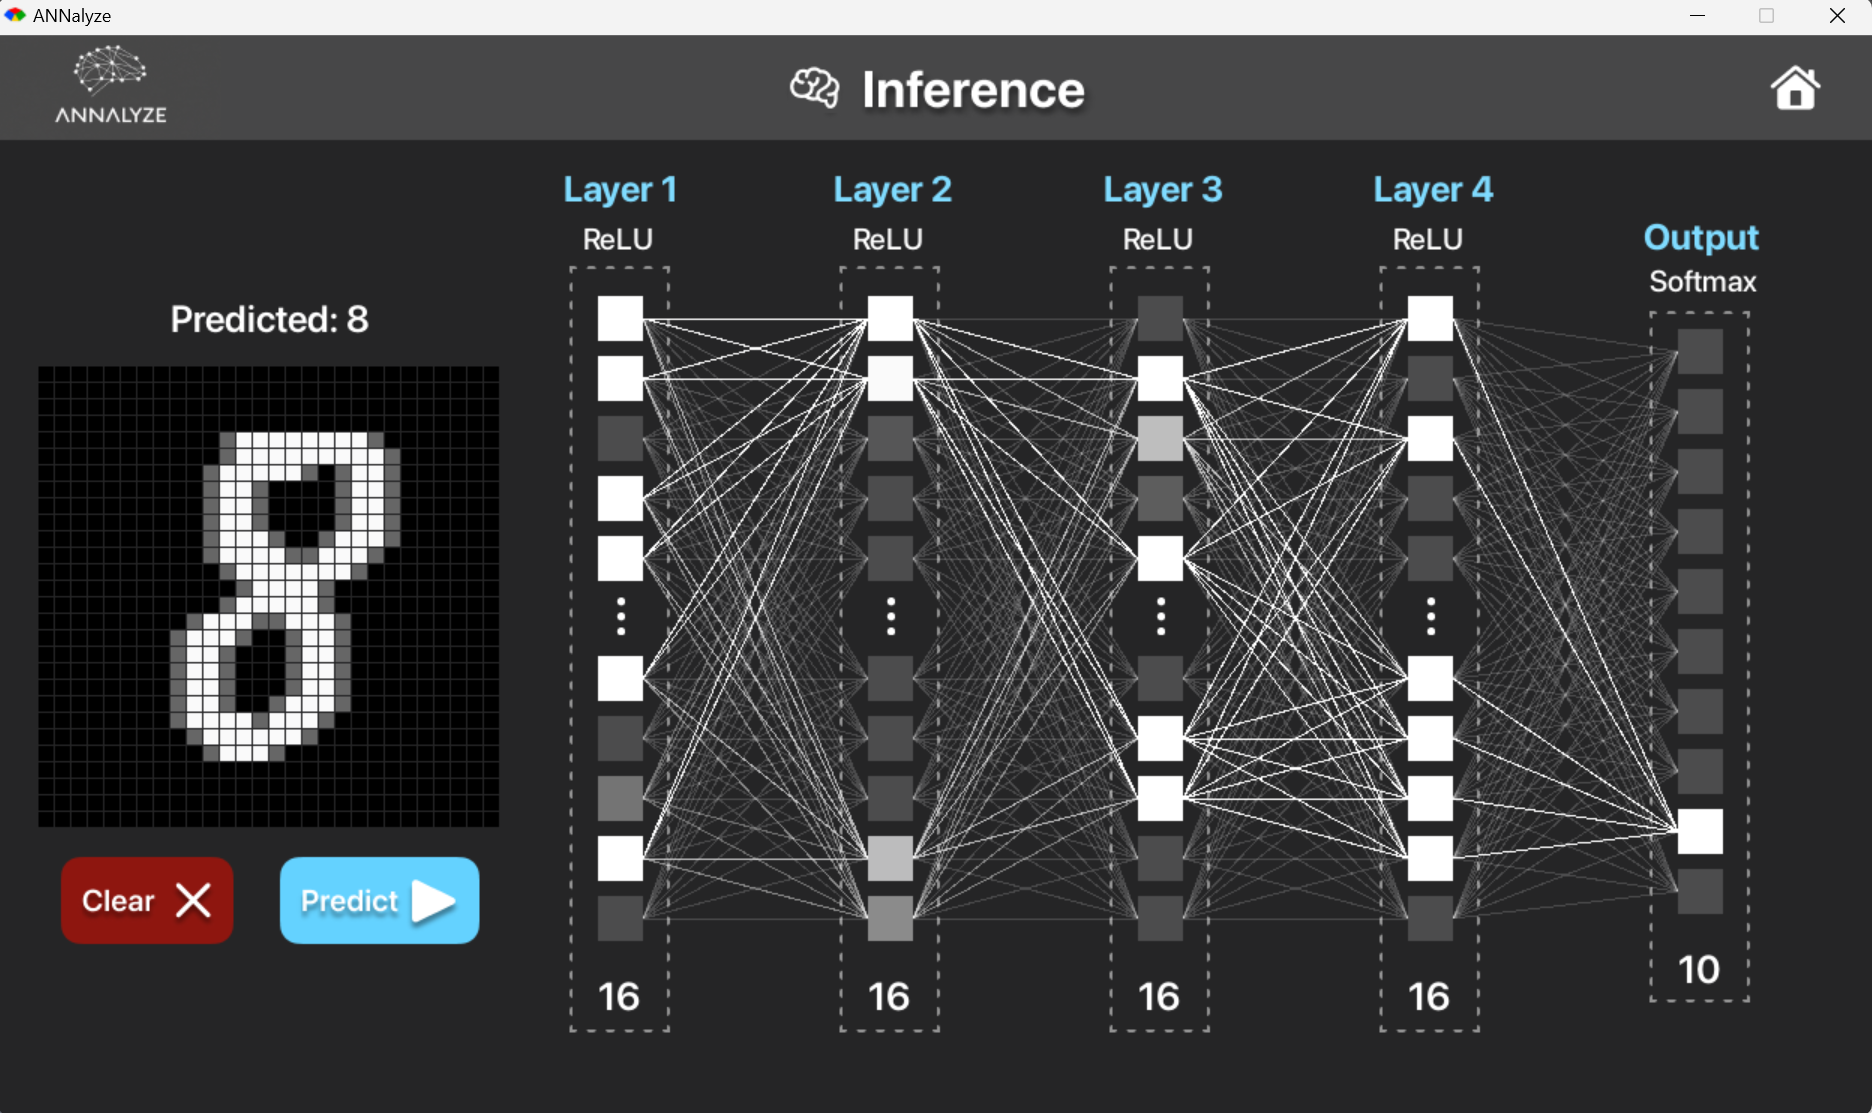 ANNalyze
ANNALYZE
Inference
Predicted: 8
Clear
Predict
Layer 1
ReLU
16
Layer 2
ReLU
16
Layer 3
ReLU
16
Layer 4
ReLU
16
Output
Softmax
10